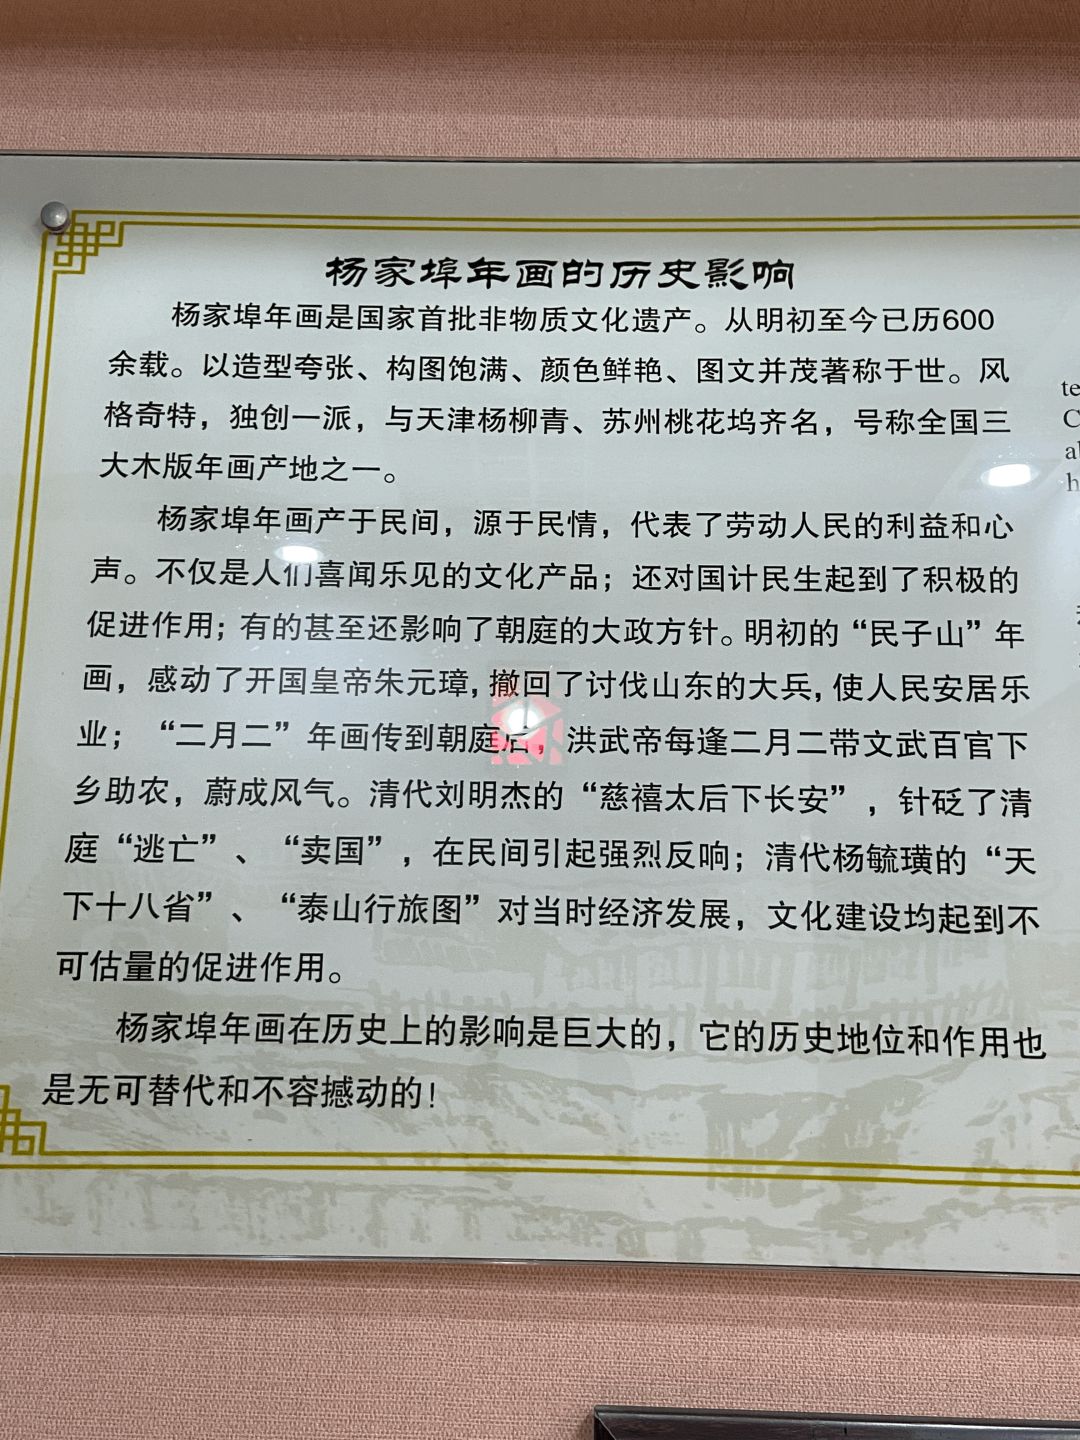 杨家埠年画的历史影响
杨家埠年画是国家首批非物质文化遗产。从明初至今已历600
余载。以造型夸张、构图饱满、颜色鲜艳、图文并茂著称于世。风
格奇特，独创一派，与天津杨柳青、苏州桃花坞齐名，号称全国三
大木版年画产地之一。
杨家埠年画产于民间，源于民情，代表了劳动人民的利益和心
声。不仅是人们喜闻乐见的文化产品；还对国计民生起到了积极的
促进作用；有的甚至还影响了朝庭的大政方针。明初的“民子山”年
画，感动了开国皇帝朱元璋，撤回了讨伐山东的大兵，使人民安居乐
业；“二月二”年画传到朝庭后，洪武帝每逢二月二带文武百官下
乡助农，蔚成风气。清代刘明杰的“慈禧太后下长安”，针砭了清
庭“逃亡”、“卖国”，在民间引起强烈反响；清代杨毓璜的“天
下十八省”、“泰山行旅图”对当时经济发展，文化建设均起到不
可估量的促进作用。
杨家埠年画在历史上的影响是巨大的，它的历史地位和作用也
是无可替代和不容撼动的！